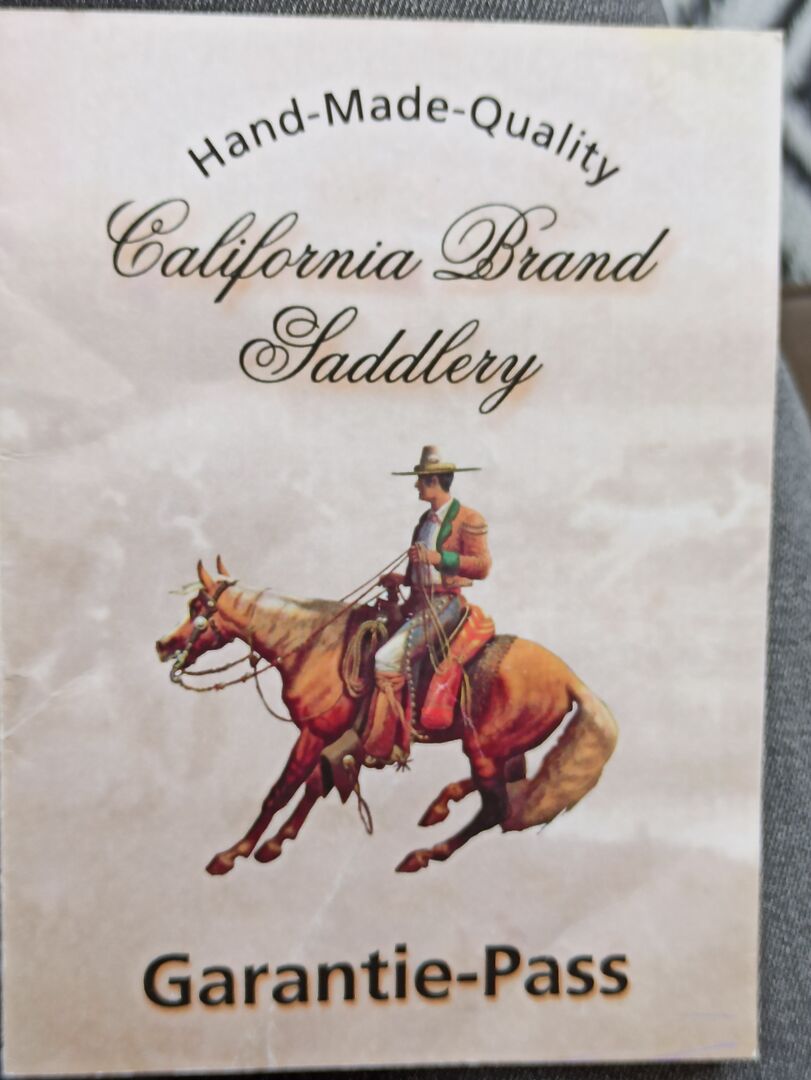 Hand-Made-Quality
California Brand
Saddlery
Garantie-Pass